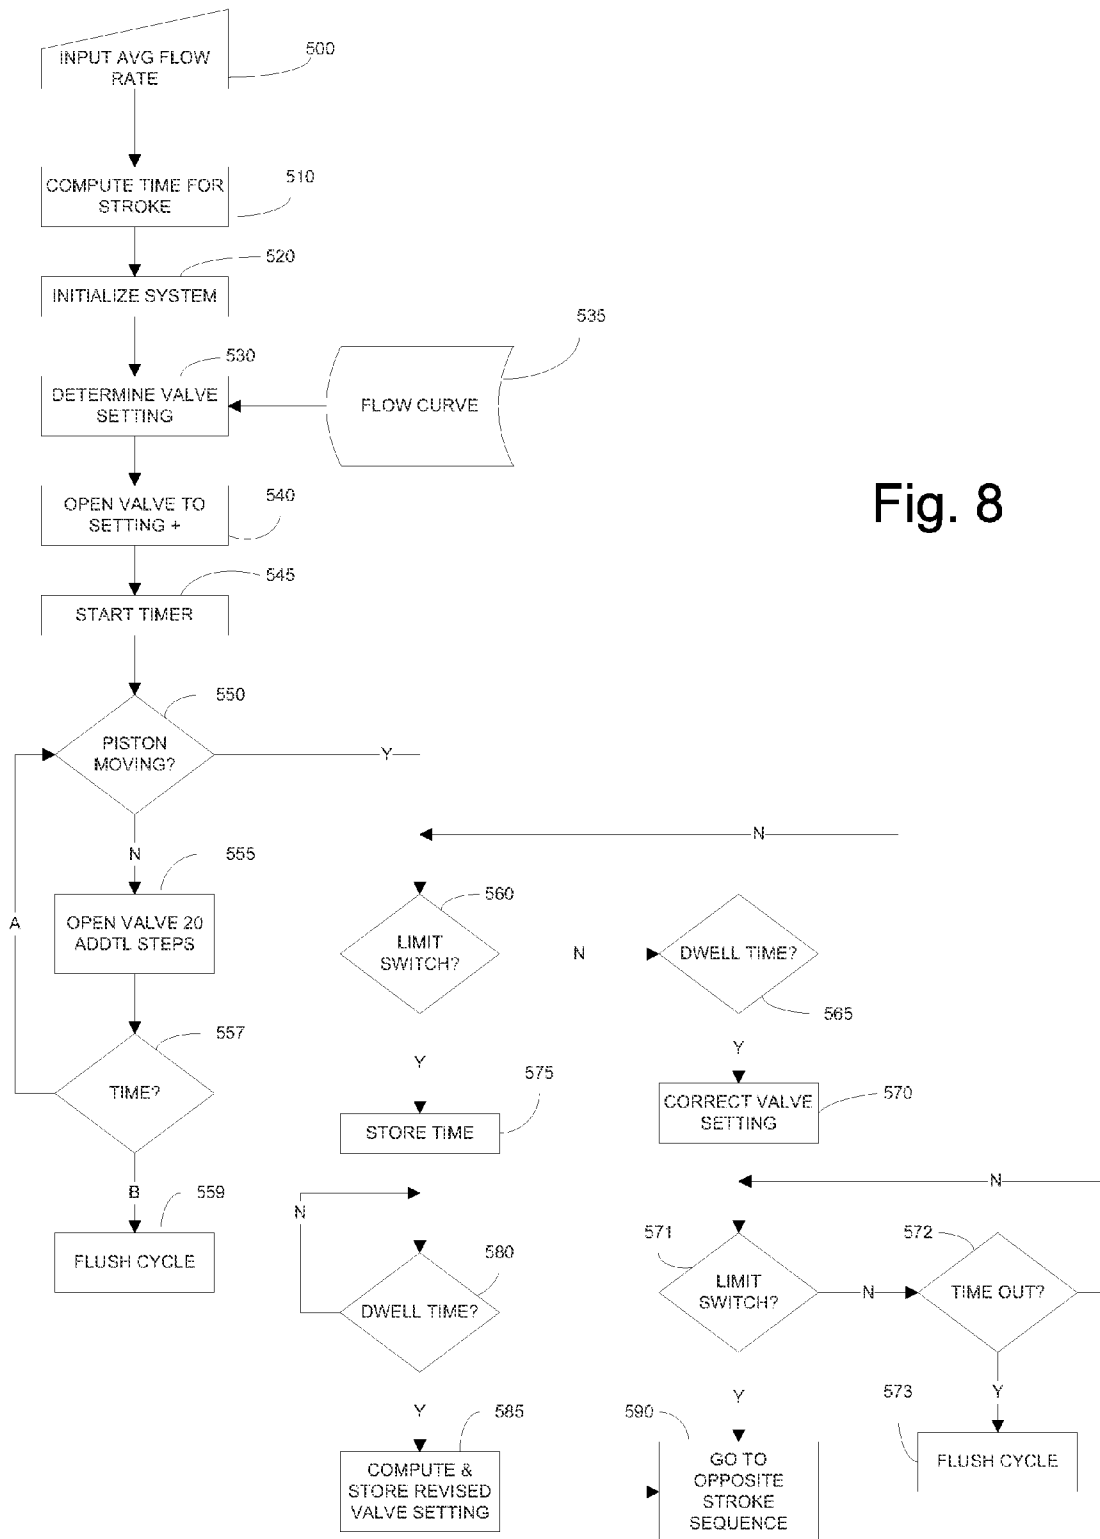 INPUT AVG FLOW
RATE
500
COMPUTE TIME FOR
STROKE
510
520
INITIALIZE SYSTEM
530
DETERMINE VALVE
SETTING
535
FLOW CURVE
OPEN VALVE TO
SETTING +
540
Fig. 8
545
START TIMER
550
PISTON
MOVING?
Y
N
N
555
OPEN VALVE 20
ADDTL STEPS
A
557
TIME?
B
559
FLUSH CYCLE
560
LIMIT
SWITCH?
N
DWELL TIME?
565
Y
Y
575
STORE TIME
CORRECT VALVE
SETTING
570
N
N
580
DWELL TIME?
571
LIMIT
SWITCH?
N
572
TIME OUT?
Y
Y
Y
585
COMPUTE &
STORE REVISED
VALVE SETTING
590
GO TO
OPPOSITE
STROKE
SEQUENCE
573
FLUSH CYCLE